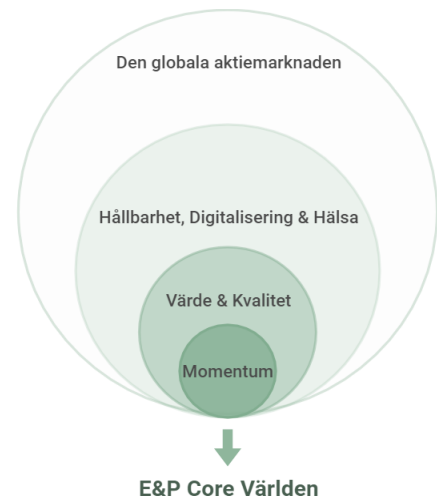 Den globala aktiemarknaden
Hållbarhet, Digitalisering & Hälsa
Värde & Kvalitet
Momentum
E&P Core Världen